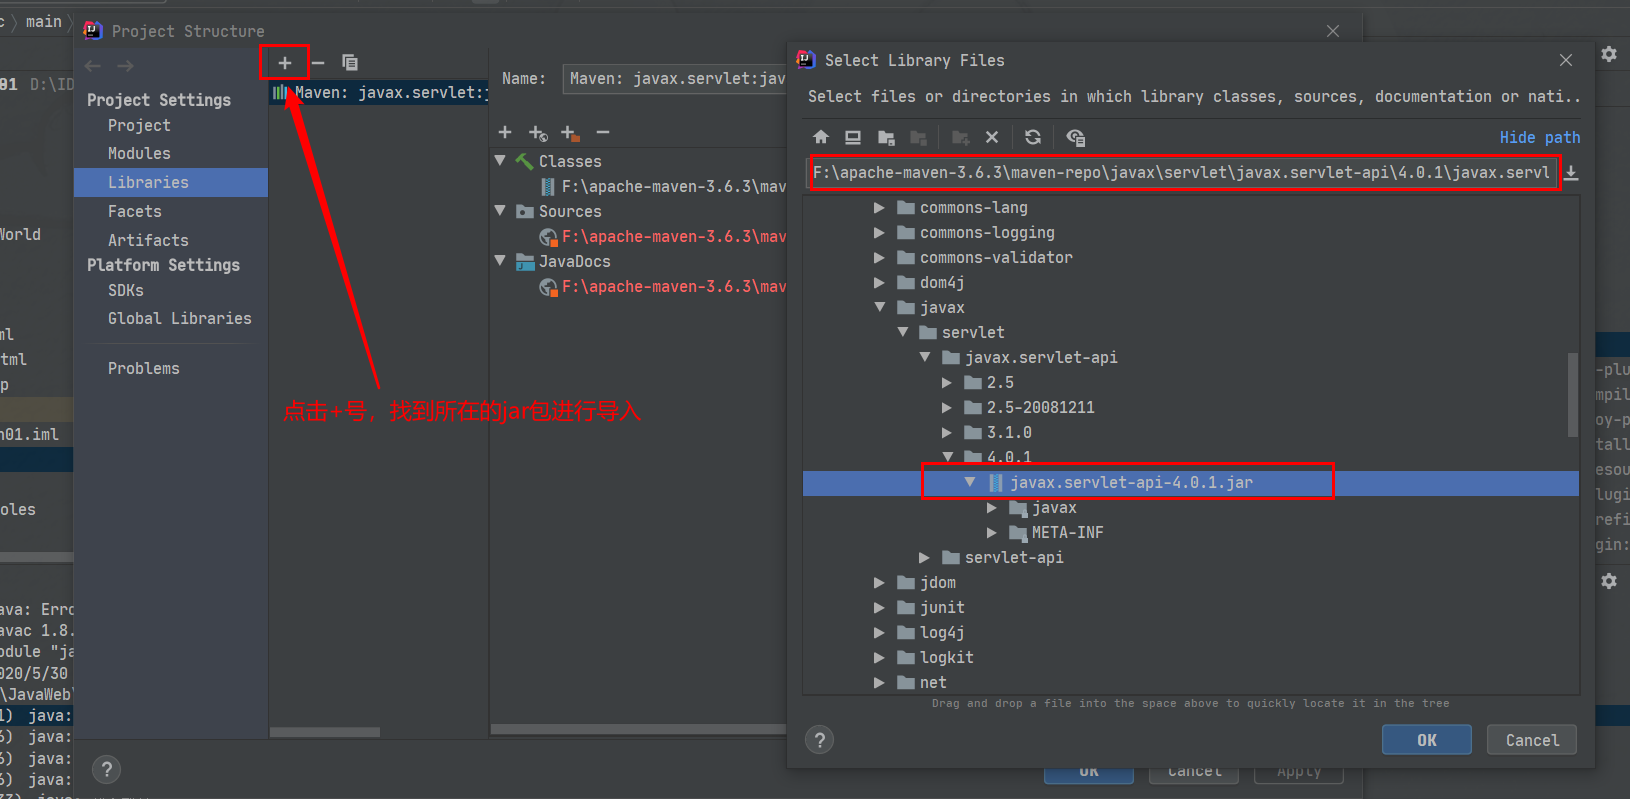 main
Project Structure
01 D:\ID
World
ml
tml
p
n01.iml
oles
ava: Erro
avac 1.8.
odule "ja
020/5/30
\JavaWeb\
1) java:
6) java:
6) java:
6) java:
Project Settings
Project
Modules
Libraries
Facets
Artifacts
Platform Settings
SDKs
Global Libraries
Problems
Maven: javax.servlet:j
Name:
Maven: javax.servlet:jav
Classes
F:\apache-maven-3.6.3\mav
Sources
F:\apache-maven-3.6.3\mav
JavaDocs
F:\apache-maven-3.6.3\mav
点击+号，找到所在的jar包进行导入
?
OK
Cancel
Apply
Select Library Files
Select files or directories in which library classes, sources, documentation or nati..
Hide path
F:\apache-maven-3.6.3\maven-repo\javax\servlet\javax.servlet-api\4.0.1\javax.servl
commons-lang
commons-logging
commons-validator
dom4j
javax
servlet
javax.servlet-api
2.5
2.5-20081211
3.1.0
4.0.1
javax.servlet-api-4.0.1.jar
javax
META-INF
servlet-api
jdom
junit
log4j
logkit
net
Drag and drop a file into the space above to quickly locate it in the tree
?
OK
Cancel
-plu
mpil
oy-p
tall
esou
lugi
refi
gin: